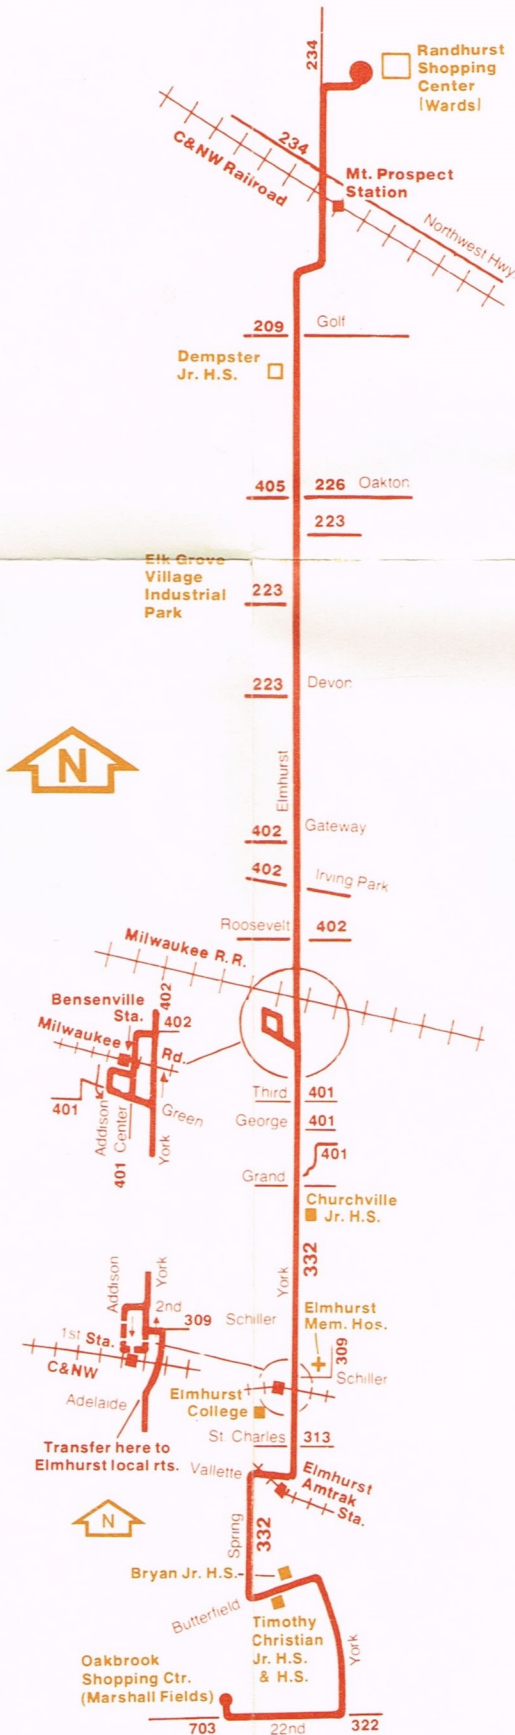 234
Randhurst
Shopping
Center
(Wards)
234
C&NW Railroad
Mt. Prospect
Station
Northwest Hwy.
209 Golf
Dempster
Jr. H.S.
405 226 Oakton
223
Elk Grove
Village
Industrial
Park
223
223 Devon
N
Elmhurst
402 Gateway
402 Irving Park
Roosevelt 402
Milwaukee R.R.
P
Bensenville
Sta.
402
402
Milwaukee Rd.
401
Addison
Center
401
Green
York
Third 401
George 401
401
Grand
Churchville
Jr. H.S.
332
York
Addison
York
2nd
309
1st Sta.
C&NW
Adelaide
Transfer here to
Elmhurst local rts.
Schiller
Elmhurst
Mem. Hos.
309
Schiller
Elmhurst
College
St. Charles 313
Vallette
Elmhurst
Amtrak
Sta.
N
Spring
332
Bryan Jr. H.S.-
Butterfield
Timothy
Christian
Jr. H.S.
& H.S.
York
Oakbrook
Shopping Ctr.
(Marshall Fields)
703 22nd 322